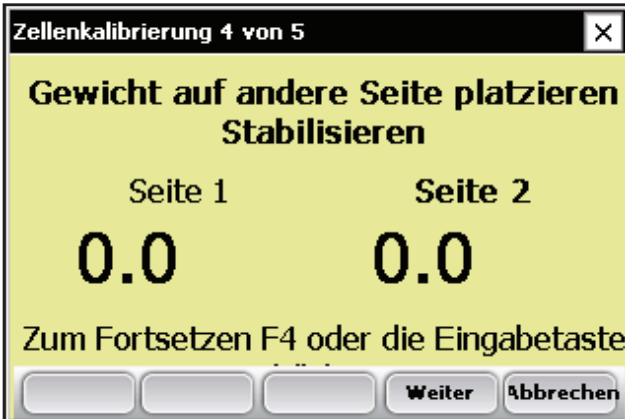 Zellenkalibrierung 4 von 5
Gewicht auf andere Seite platzieren
Stabilisieren
Seite 1 Seite 2
0.0 0.0
Zum Fortsetzen F4 oder die Eingabetaste
Weiter Abbrechen